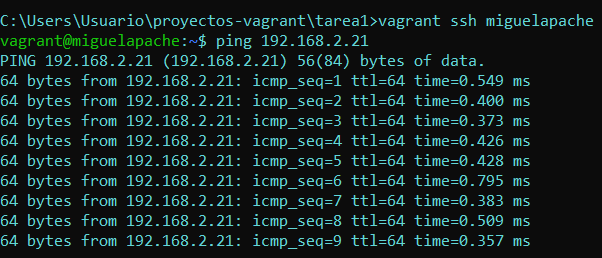 C:\Users\Usuario\proyectos-vagrant\tarea1>vagrant ssh miguelapache
vagrant@miguelapache:~$ ping 192.168.2.21
PING 192.168.2.21 (192.168.2.21) 56(84) bytes of data.
64 bytes from 192.168.2.21: icmp_seq=1 ttl=64 time=0.549 ms
64 bytes from 192.168.2.21: icmp_seq=2 ttl=64 time=0.400 ms
64 bytes from 192.168.2.21: icmp_seq=3 ttl=64 time=0.373 ms
64 bytes from 192.168.2.21: icmp_seq=4 ttl=64 time=0.426 ms
64 bytes from 192.168.2.21: icmp_seq=5 ttl=64 time=0.428 ms
64 bytes from 192.168.2.21: icmp_seq=6 ttl=64 time=0.795 ms
64 bytes from 192.168.2.21: icmp_seq=7 ttl=64 time=0.383 ms
64 bytes from 192.168.2.21: icmp_seq=8 ttl=64 time=0.509 ms
64 bytes from 192.168.2.21: icmp_seq=9 ttl=64 time=0.357 ms